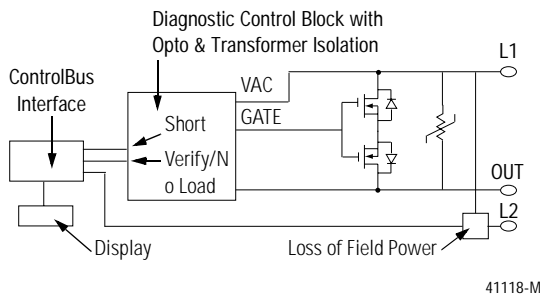 Diagnostic Control Block with
Opto & Transformer Isolation
L1
ControlBus
Interface
VAC
GATE
Short
Verify/N
o Load
OUT
L2
Display
Loss of Field Power
41118-M